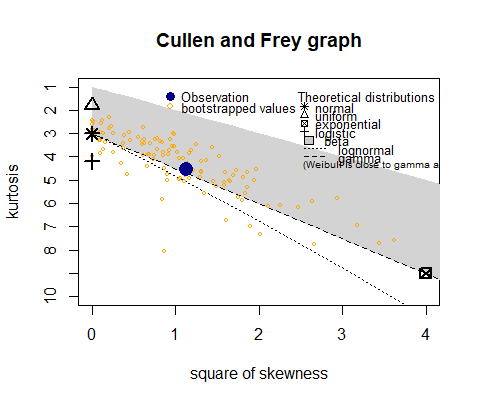 Cullen and Frey graph
Observation
bootstrapped values
Theoretical distributions
normal
uniform
exponential
logistic
beta
lognormal
gamma
(Weibull is close to gamma a
kurtosis
1
2
3
4
5
6
7
8
10
0
1
2
3
4
square of skewness